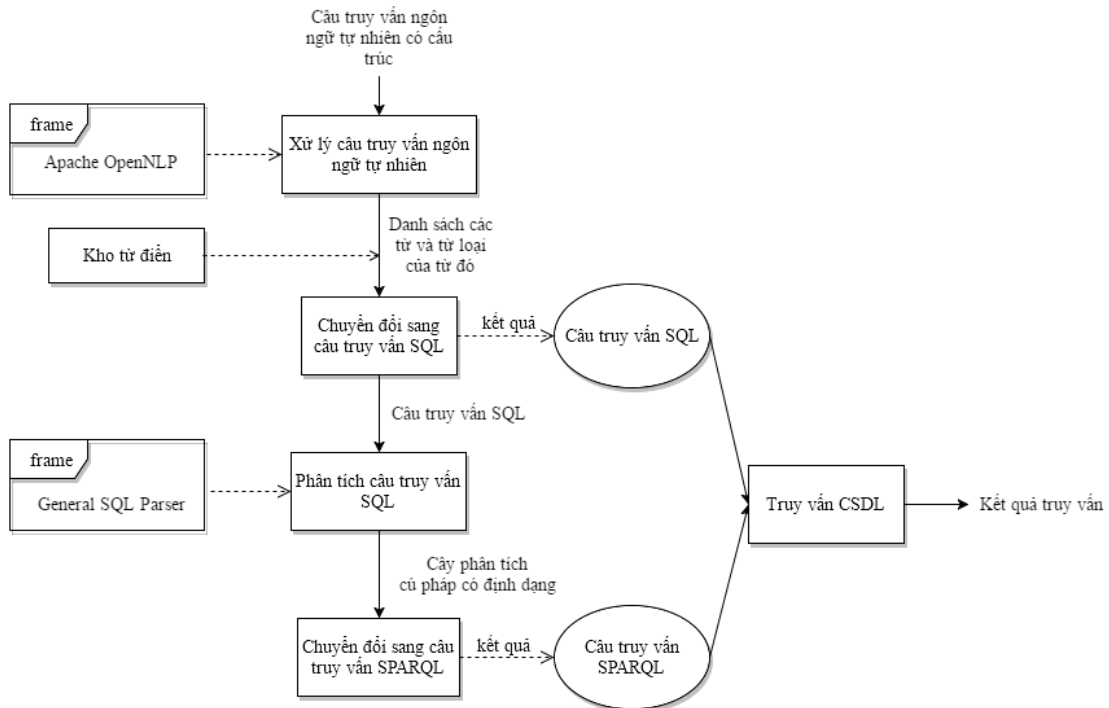 Câu truy vấn ngôn
ngữ tự nhiên có cấu
trúc
frame
Apache OpenNLP
Xử lý câu truy vấn ngôn
ngữ tự nhiên
Danh sách các
từ và từ loại
của từ đó
Kho từ điển
Chuyển đổi sang
câu truy vấn SQL
kết quả
Câu truy vấn SQL
Câu truy vấn SQL
frame
General SQL Parser
Phân tích câu truy vấn
SQL
Truy vấn CSDL
Kết quả truy vấn
Cây phân tích
cú pháp có định dạng
Chuyển đổi sang câu
truy vấn SPARQL
kết quả
Câu truy vấn
SPARQL